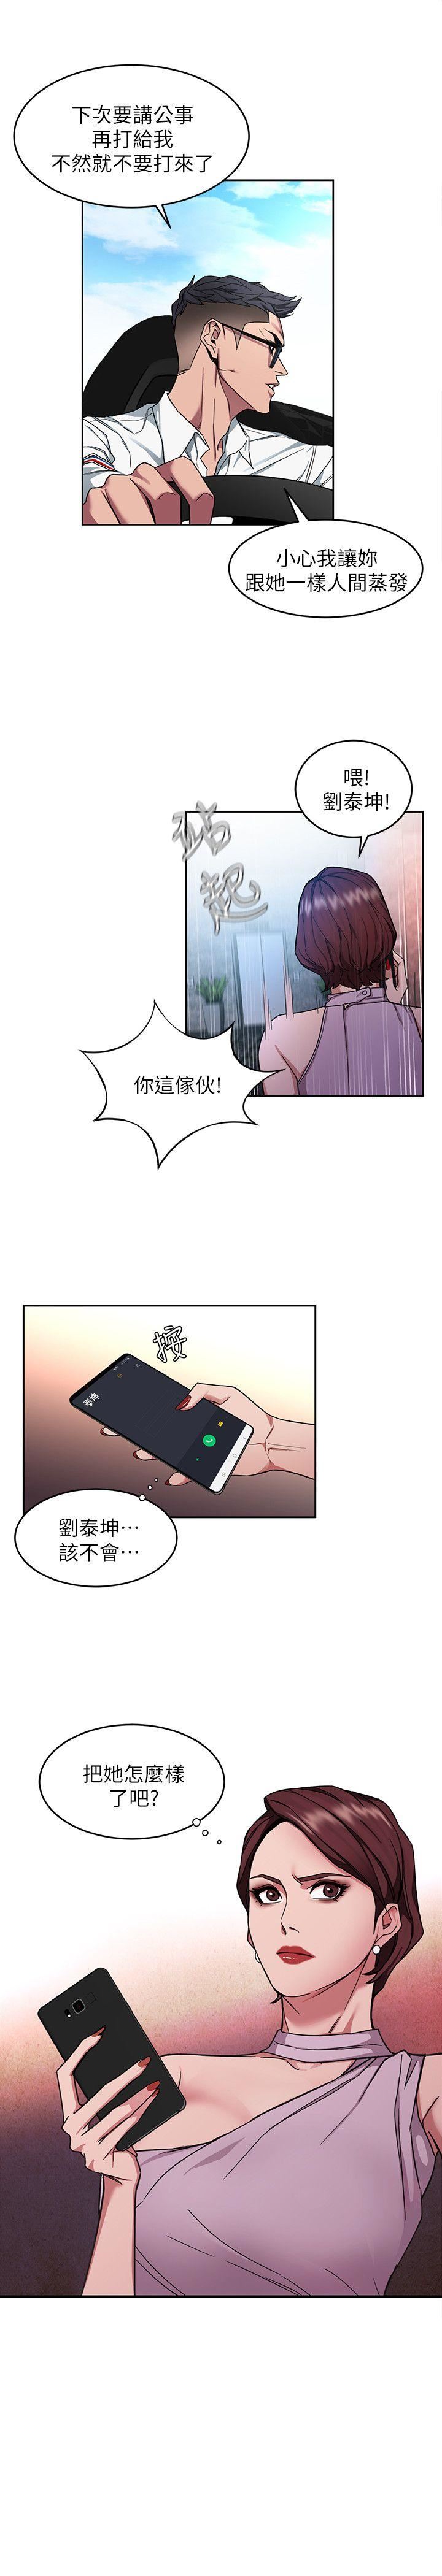 下次要講公事
再打給我
不然就不要打來了
小心我讓妳
跟她一樣人間蒸發
喂!
劉泰坤!
站起
你這傢伙!
按
泰坤
劉泰坤…
該不會…
把她怎麼樣
了吧?